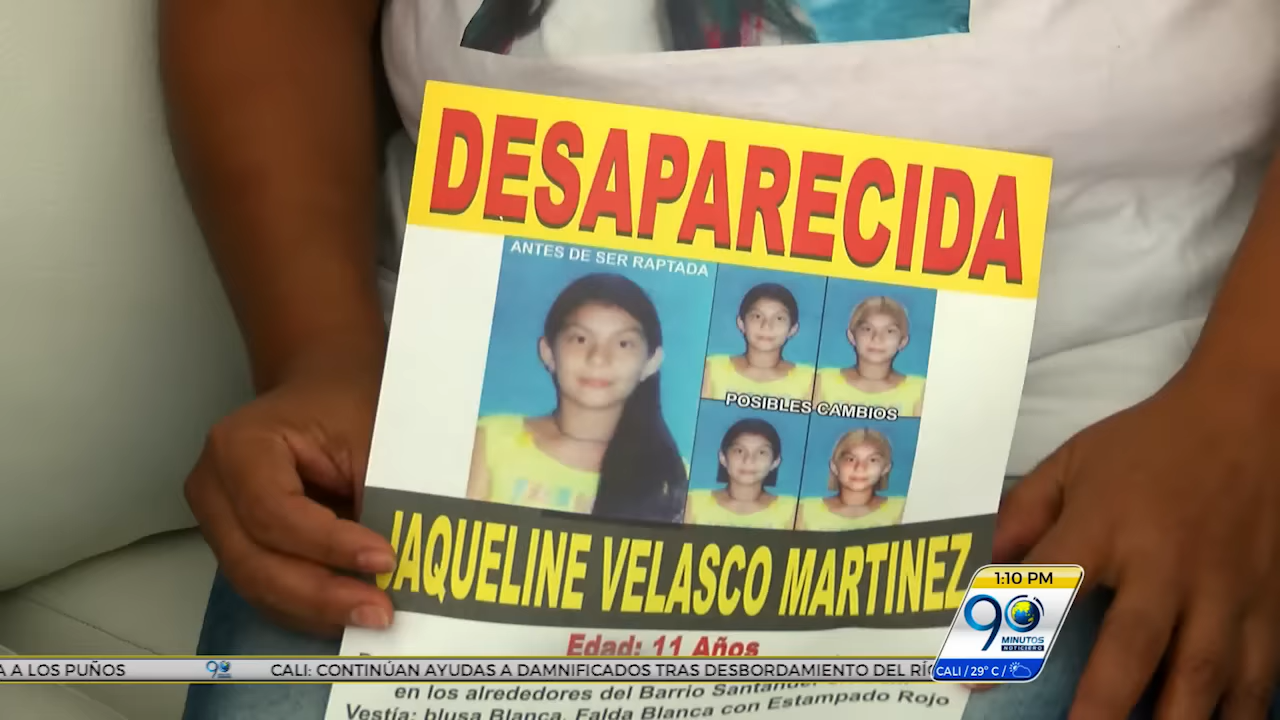 DESAPARECIDA
ANTES DE SER RAPTADA
POSIBLES CAMBIOS
JAQUELINE VELASCO MARTINEZ
Edad: 11 Años
en los alrededores del Barrio Santander
Vestía: blusa Blanca, Falda Blanca con Estampado Rojo
1:10 PM
90
MINUTOS
NOTICIERO
CALI / 29° C /
A A LOS PUÑOS
90
CALI: CONTINÚAN AYUDAS A DAMNIFICADOS TRAS DESBORDAMIENTO DEL RÍ